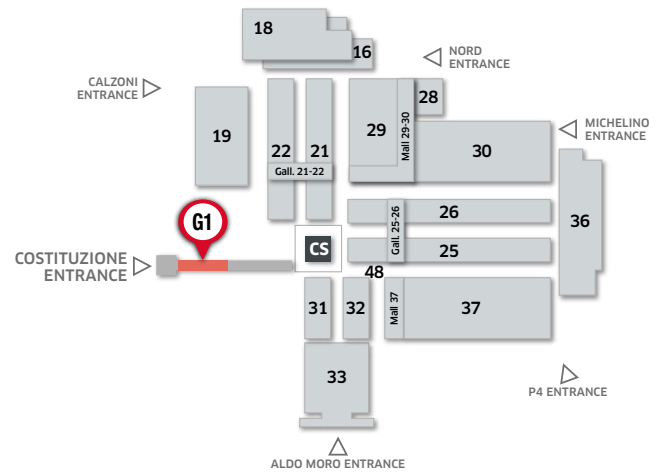 18
16
NORD
ENTRANCE
CALZONI
ENTRANCE
28
19
22
21
29
Mall 29-30
MICHELINO
ENTRANCE
30
Gall. 21-22
36
G1
26
Gall. 25-26
CS
25
COSTITUZIONE
ENTRANCE
48
31
32
Mall 37
37
33
P4 ENTRANCE
ALDO MORO ENTRANCE